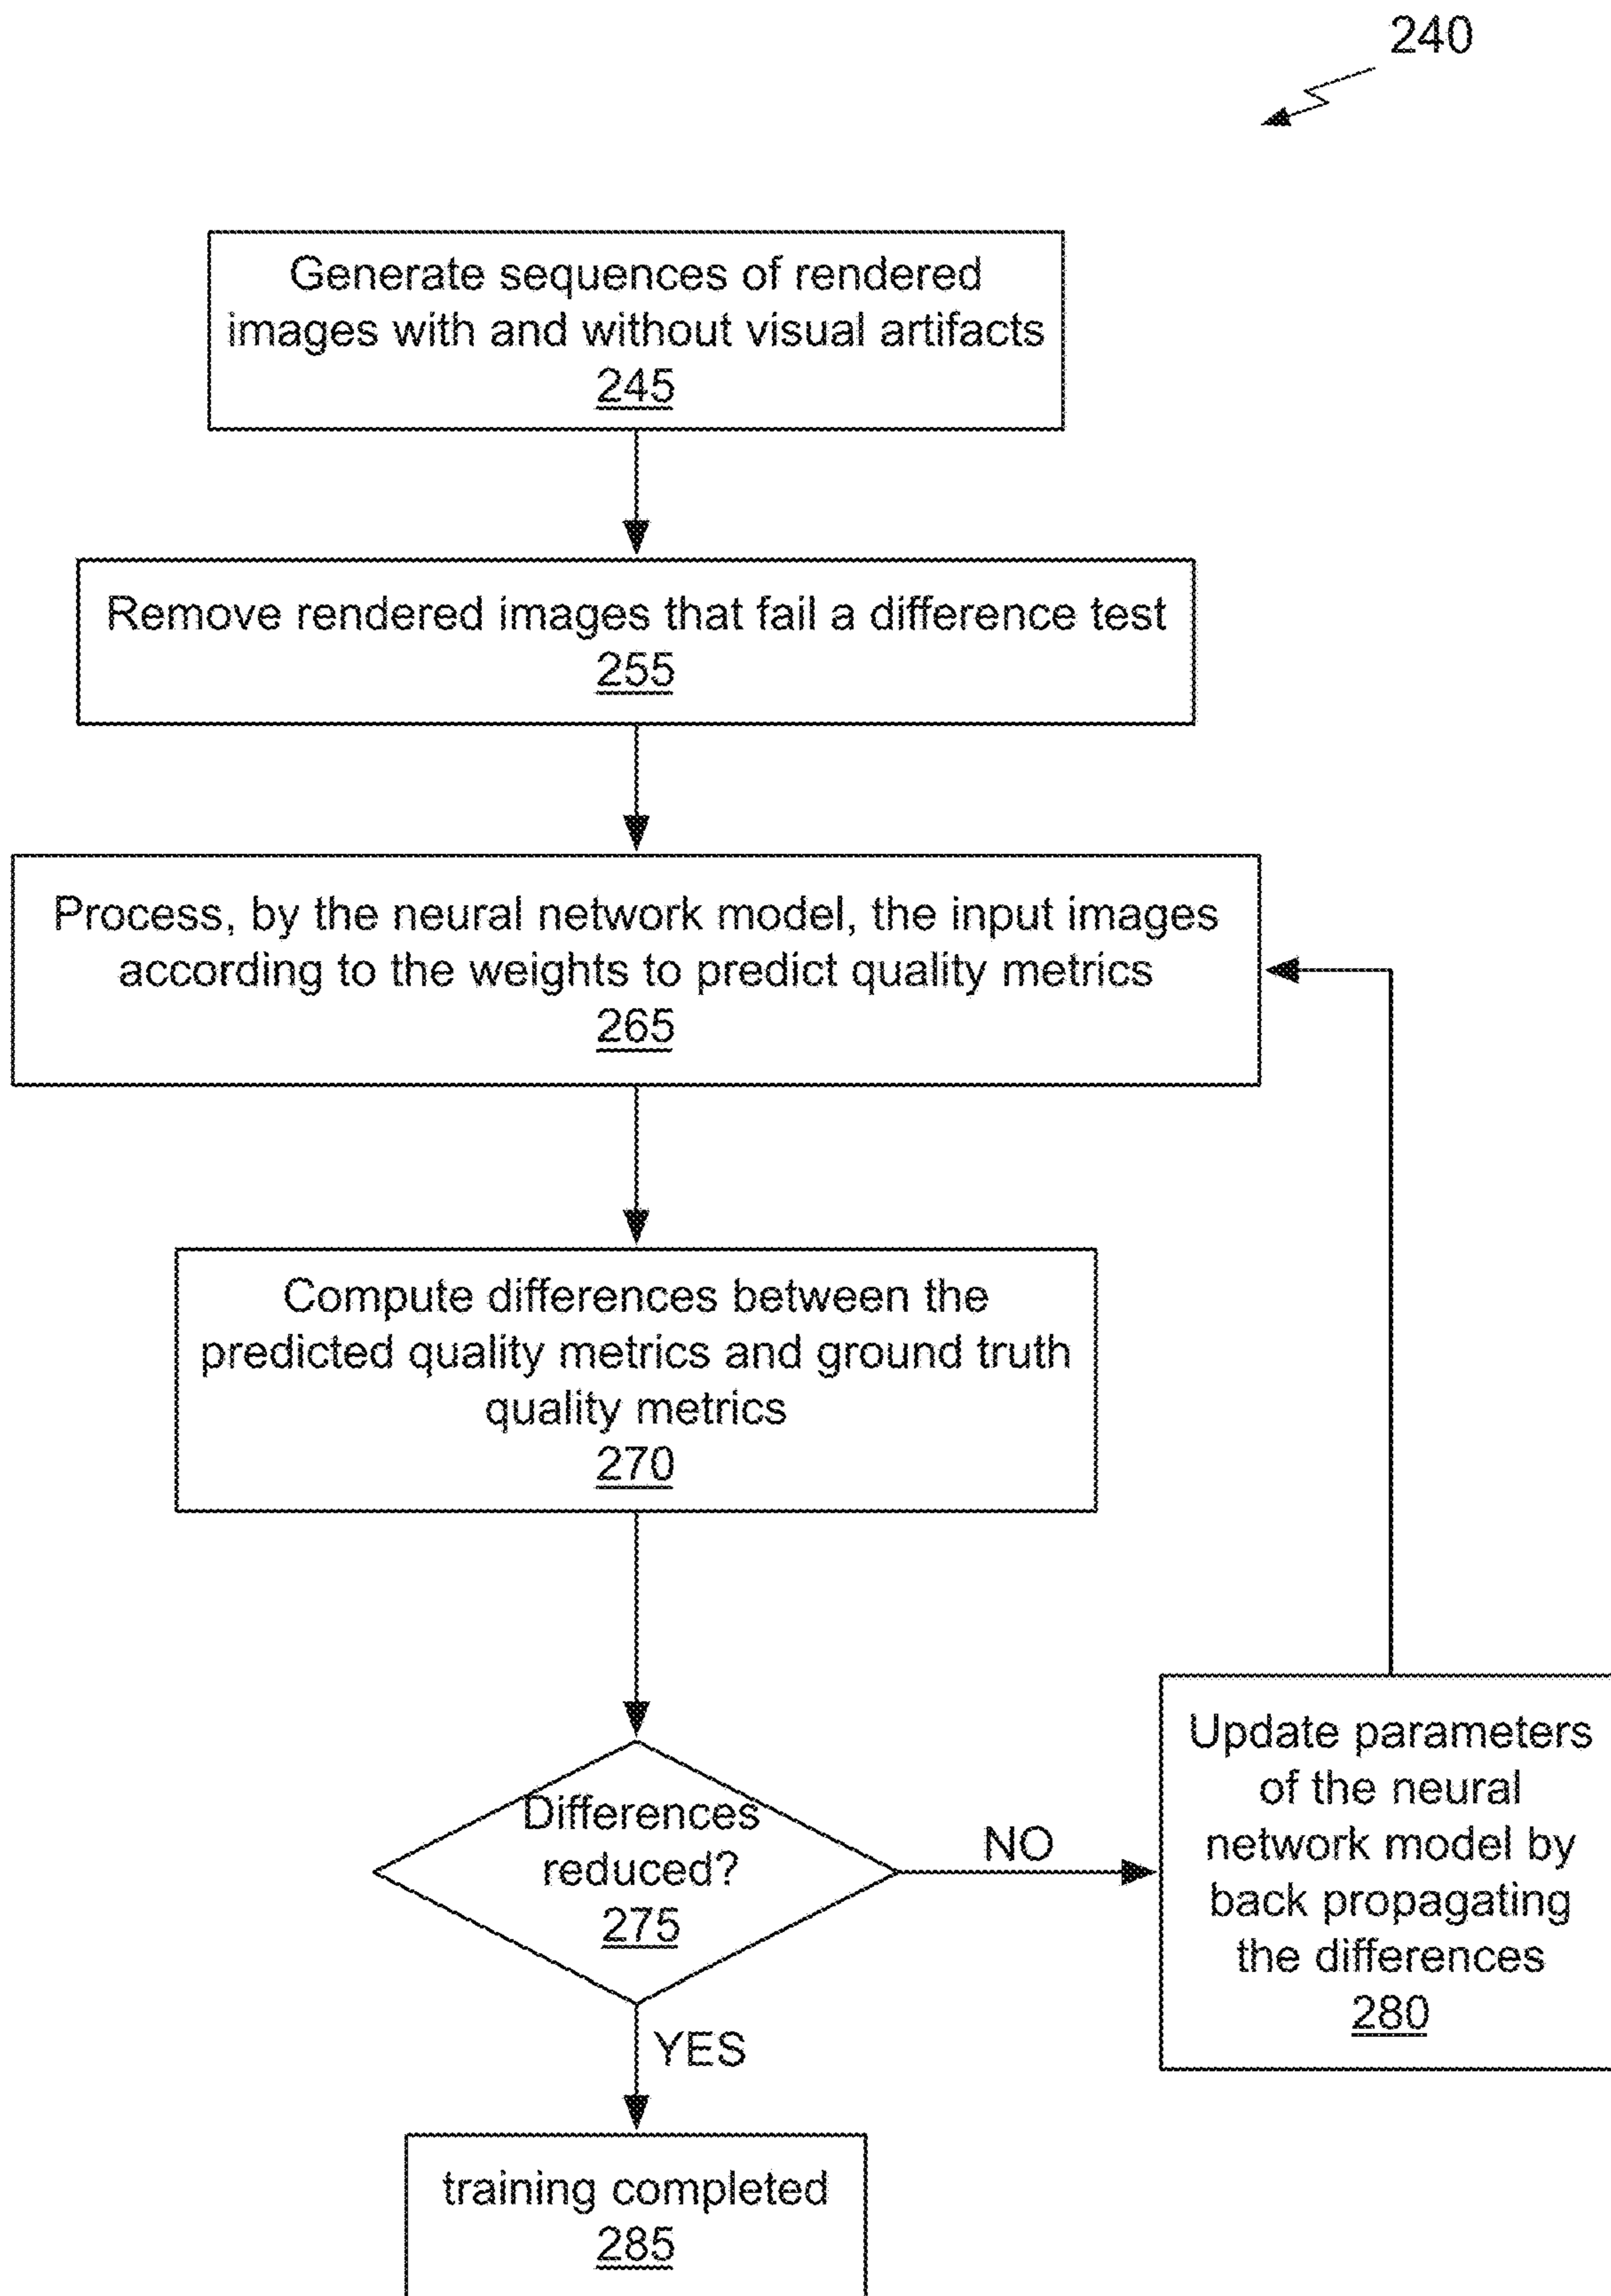 240
Generate sequences of rendered
images with and without visual artifacts
245
Remove rendered images that fail a difference test
255
Process, by the neural network model, the input images
according to the weights to predict quality metrics
265
Compute differences between the
predicted quality metrics and ground truth
quality metrics
270
Differences
reduced?
275
NO
Update parameters
of the neural
network model by
back propagating
the differences
280
YES
training completed
285